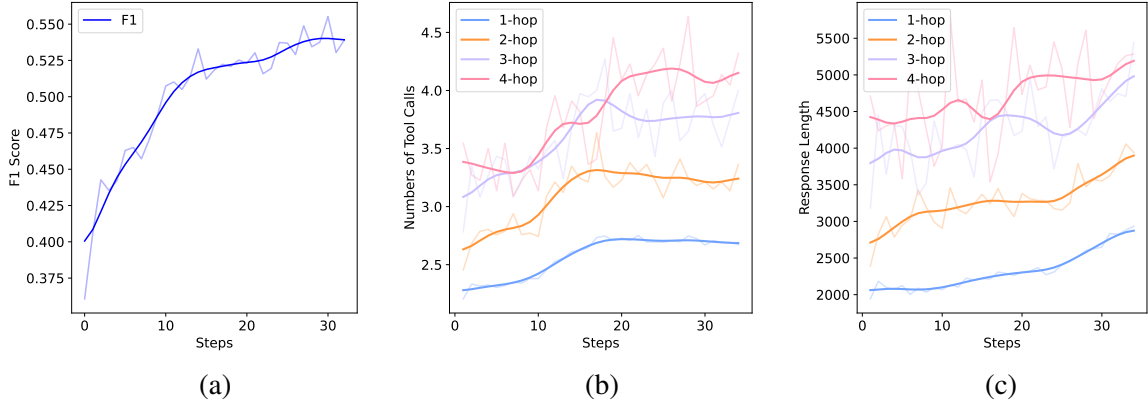 F1
F1 Score
0.550
0.525
0.500
0.475
0.450
0.425
0.400
0.375
0
10
20
30
Steps
(a)
1-hop
2-hop
3-hop
4-hop
Numbers of Tool Calls
4.5
4.0
3.5
3.0
2.5
0
10
20
30
Steps
(b)
1-hop
2-hop
3-hop
4-hop
Response Length
5500
5000
4500
4000
3500
3000
2500
2000
0
10
20
30
Steps
(c)